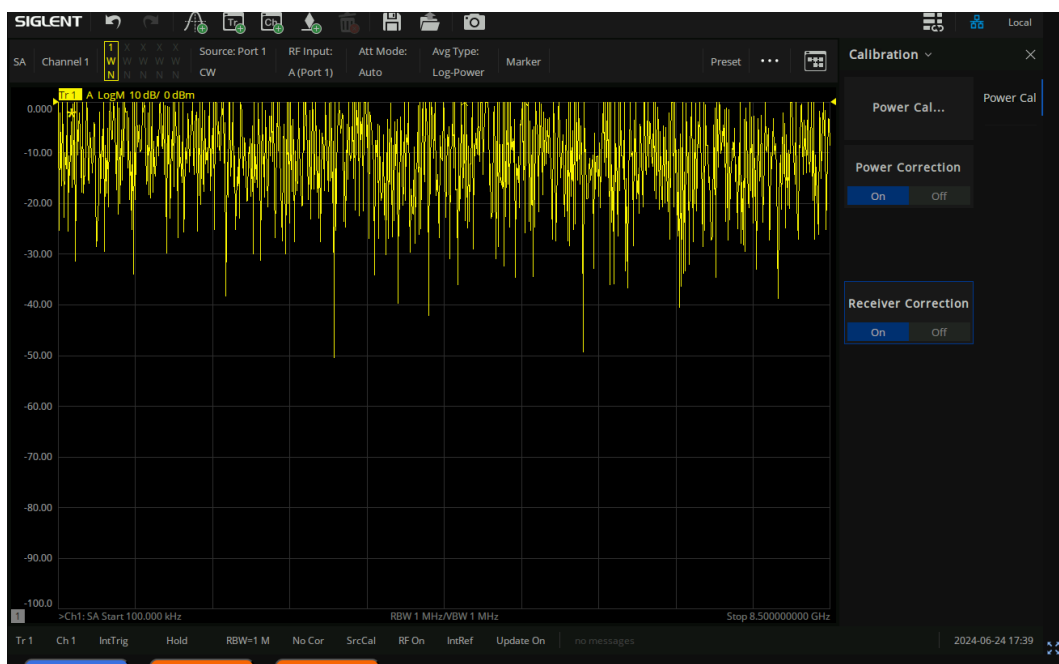 SIGLENT Tr Ch Local
SA Channel 1 1 X X X X Source: Port 1 RF Input: Att Mode: Avg Type: Marker Preset ... Calibration
W W W W W CW A (Port 1) Auto Log-Power
N N N N N
Tr 1 A LogM 10 dB/ 0 dBm
Power Cal... Power Cal
0.000
-10.00
Power Correction
On Off
-20.00
-30.00
-40.00
Receiver Correction
On Off
-50.00
-60.00
-70.00
-80.00
-90.00
-100.0
1 >Ch1: SA Start 100.000 kHz RBW 1 MHz/VBW 1 MHz Stop 8.500000000 GHz
Tr 1 Ch 1 IntTrig Hold RBW=1 M No Cor SrcCal RF On IntRef Update On no messages 2024-06-24 17:39